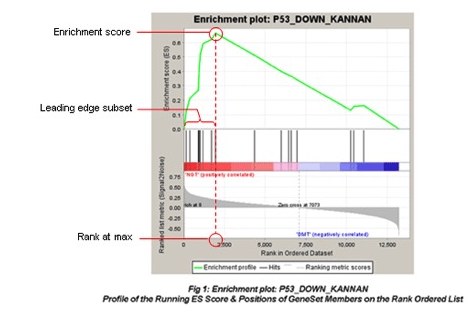 Enrichment plot: P53_DOWN_KANNAN
Enrichment score
Enrichment score (ES)
0.6
0.5
0.4
0.3
0.2
0.1
0.0
Leading edge subset
"NGT" (positively correlated)
Ranked list metric (Signal2Noise)
0.75
0.50
0.25
0.00
-0.25
-0.50
Zero cross at 7073
"DMT" (negatively correlated)
Rank at max
0 2,500 5,000 7,500 10,000 12,500
Rank in Ordered Dataset
Enrichment profile Hits Ranking metric scores
Fig 1: Enrichment plot: P53_DOWN_KANNAN
Profile of the Running ES Score & Positions of GeneSet Members on the Rank Ordered List